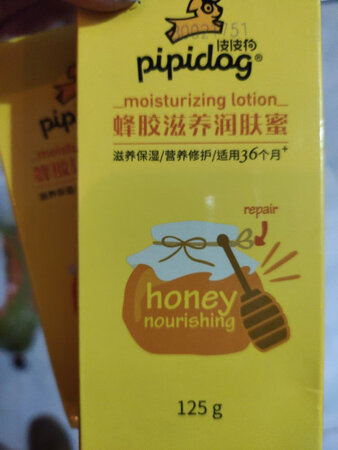 皮皮狗
pipidog®
moisturizing lotion
蜂胶滋养润肤蜜
滋养保湿/营养修护/适用36个月+
repair
honey
nourishing
125 g
pipidog